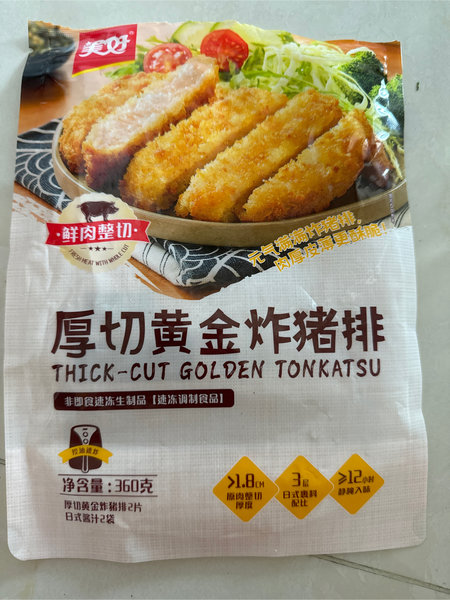 美好
鲜肉整切
FRESH MEAT WITH WHOLE CUT
元气满满炸猪排,
肉厚皮薄更酥脆!
厚切黄金炸猪排
THICK-CUT GOLDEN TONKATSU
非即食速冻生制品【速冻调制食品】
控油速炸
净含量:360克
厚切黄金炸猪排2片
日式酱汁2袋
>1.8CM
原肉整切
厚度
3层
日式裹料
配比
≥12小时
静腌入味